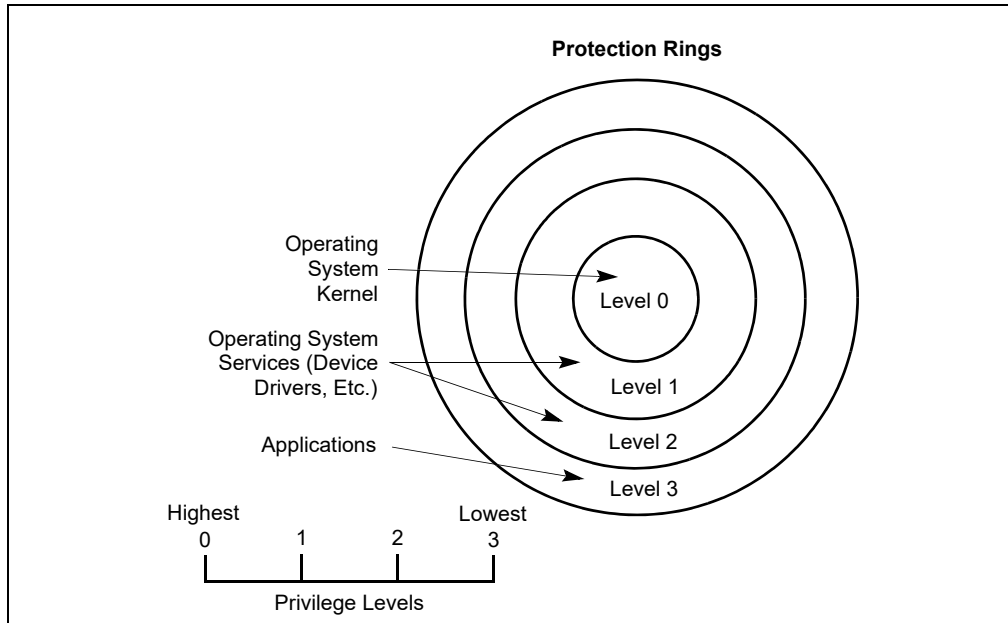 Protection Rings
Operating
System
Kernel
Level 0
Operating System
Services (Device
Drivers, Etc.)
Level 1
Level 2
Applications
Level 3
Highest
Lowest
0
1
2
3
Privilege Levels